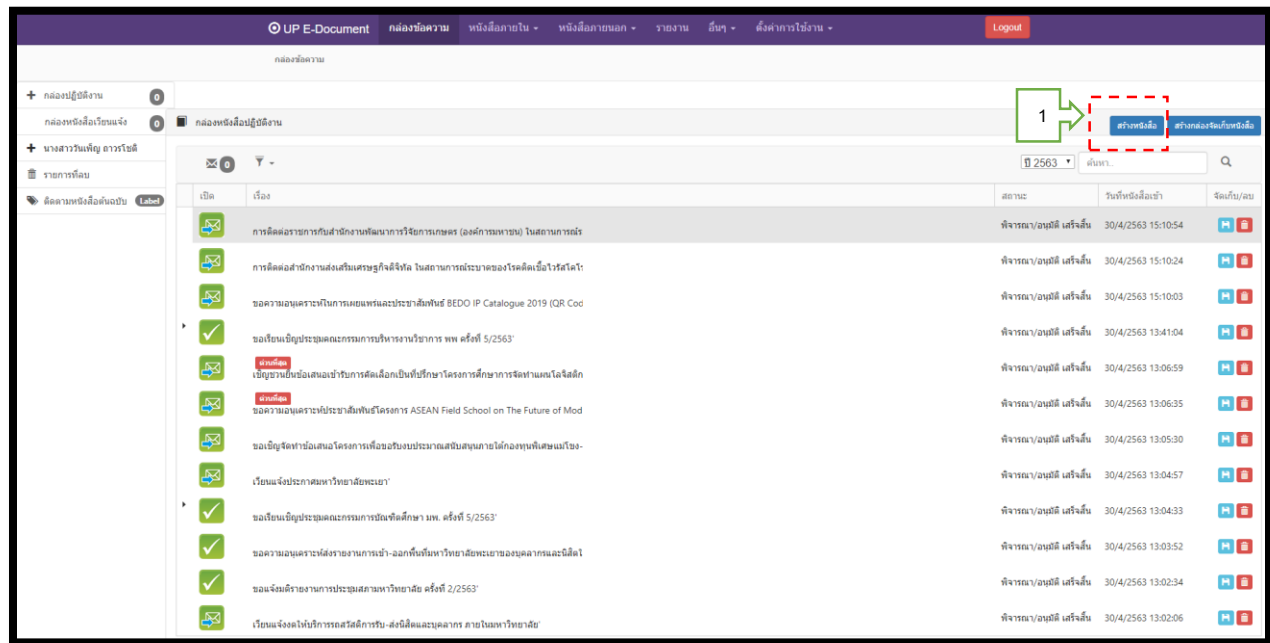 UP E-Document กล่องข้อความ หนังสือภายใน หนังสือภายนอก รายงาน อื่นๆ ตั้งค่าการใช้งาน Logout
กล่องข้อความ
กล่องปฏิบัติงาน 0
กล่องหนังสือเวียนแจ้ง 0
นางสาววันเพ็ญ ถาวรโชติ
รายการที่ลบ
ติดตามหนังสือต้นฉบับ Label
กล่องหนังสือปฏิบัติงาน
1
สร้างหนังสือ สร้างกล่องจัดเก็บหนังสือ
0 ปี 2563 ค้นหา..
เปิด เรื่อง สถานะ วันที่หนังสือเข้า จัดเก็บ/ลบ
การติดต่อราชการกับสำนักงานพัฒนาการวิจัยการเกษตร (องค์การมหาชน) ในสถานการณ์ร พิจารณา/อนุมัติ เสร็จสิ้น 30/4/2563 15:10:54
การติดต่อสำนักงานส่งเสริมเศรษฐกิจดิจิทัล ในสถานการณ์ระบาดของโรคติดเชื้อไวรัสโคโร พิจารณา/อนุมัติ เสร็จสิ้น 30/4/2563 15:10:24
ขอความอนุเคราะห์ในการเผยแพร่และประชาสัมพันธ์ BEDO IP Catalogue 2019 (QR Cod พิจารณา/อนุมัติ เสร็จสิ้น 30/4/2563 15:10:03
ขอเรียนเชิญประชุมคณะกรรมการบริหารงานวิชาการ มพ ครั้งที่ 5/2563' พิจารณา/อนุมัติ เสร็จสิ้น 30/4/2563 13:41:04
ด่วนที่สุด
เชิญชวนยื่นข้อเสนอเข้ารับการคัดเลือกเป็นที่ปรึกษาโครงการศึกษาการจัดทำแผนโลจิสติก พิจารณา/อนุมัติ เสร็จสิ้น 30/4/2563 13:06:59
ด่วนที่สุด
ขอความอนุเคราะห์ประชาสัมพันธ์โครงการ ASEAN Field School on The Future of Mod พิจารณา/อนุมัติ เสร็จสิ้น 30/4/2563 13:06:35
ขอเชิญจัดทำข้อเสนอโครงการเพื่อขอรับงบประมาณสนับสนุนภายใต้กองทุนพิเศษแม่โขง- พิจารณา/อนุมัติ เสร็จสิ้น 30/4/2563 13:05:30
เวียนแจ้งประกาศมหาวิทยาลัยพะเยา' พิจารณา/อนุมัติ เสร็จสิ้น 30/4/2563 13:04:57
ขอเรียนเชิญประชุมคณะกรรมการบัณฑิตศึกษา มพ. ครั้งที่ 5/2563' พิจารณา/อนุมัติ เสร็จสิ้น 30/4/2563 13:04:33
ขอความอนุเคราะห์ส่งรายงานการเข้า-ออกพื้นที่มหาวิทยาลัยพะเยาของบุคลากรและนิสิตใ พิจารณา/อนุมัติ เสร็จสิ้น 30/4/2563 13:03:52
ขอแจ้งมติรายงานการประชุมสภามหาวิทยาลัย ครั้งที่ 2/2563' พิจารณา/อนุมัติ เสร็จสิ้น 30/4/2563 13:02:34
เวียนแจ้งงดให้บริการรถสวัสดิการรับ-ส่งนิสิตและบุคลากร ภายในมหาวิทยาลัย' พิจารณา/อนุมัติ เสร็จสิ้น 30/4/2563 13:02:06